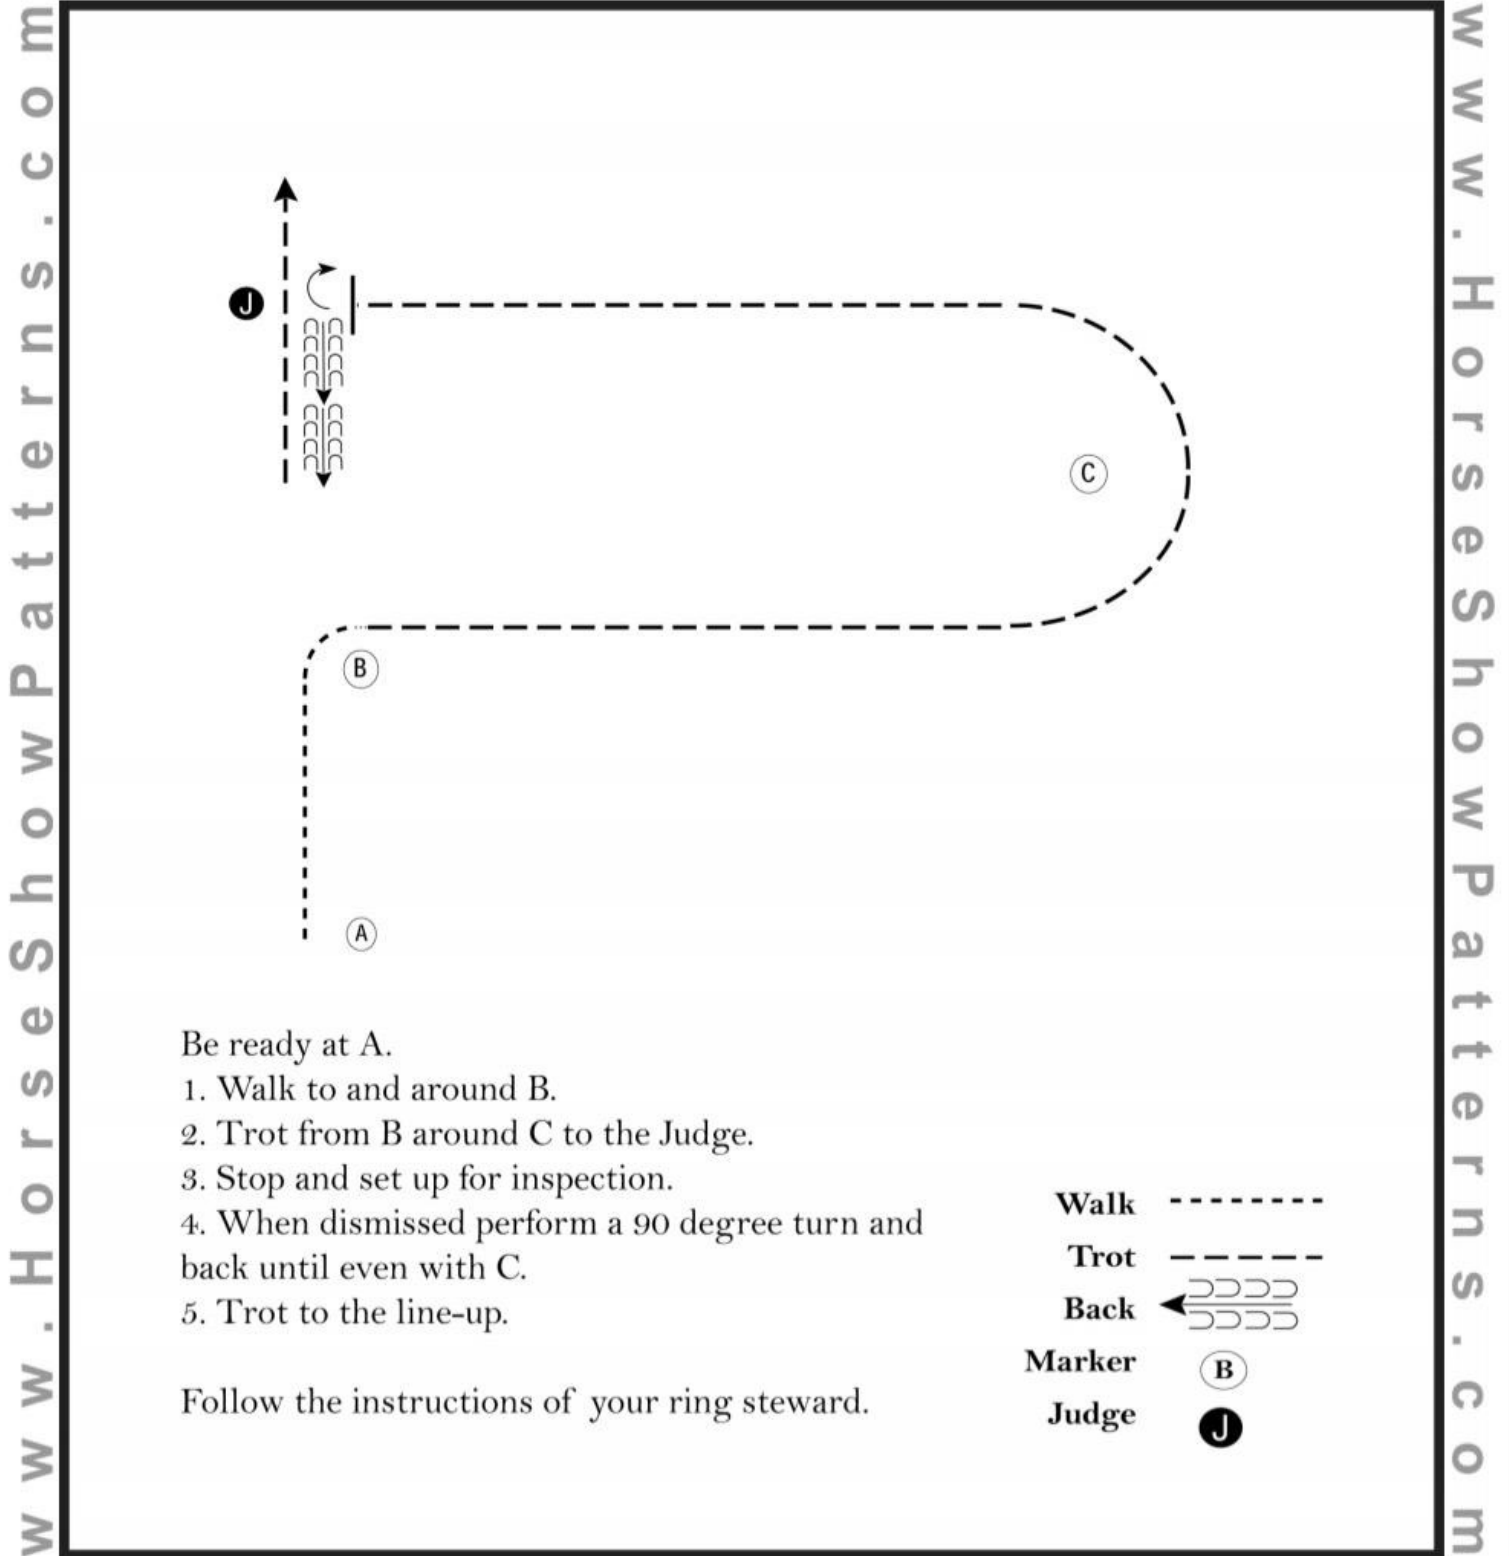 www.HorseShowPatterns.com
J
C
B
A
Be ready at A.
1. Walk to and around B.
2. Trot from B around C to the Judge.
3. Stop and set up for inspection.
4. When dismissed perform a 90 degree turn and
back until even with C.
5. Trot to the line-up.
Follow the instructions of your ring steward.
Walk
Trot
Back
Marker B
Judge J
www.HorseShowPatterns.com